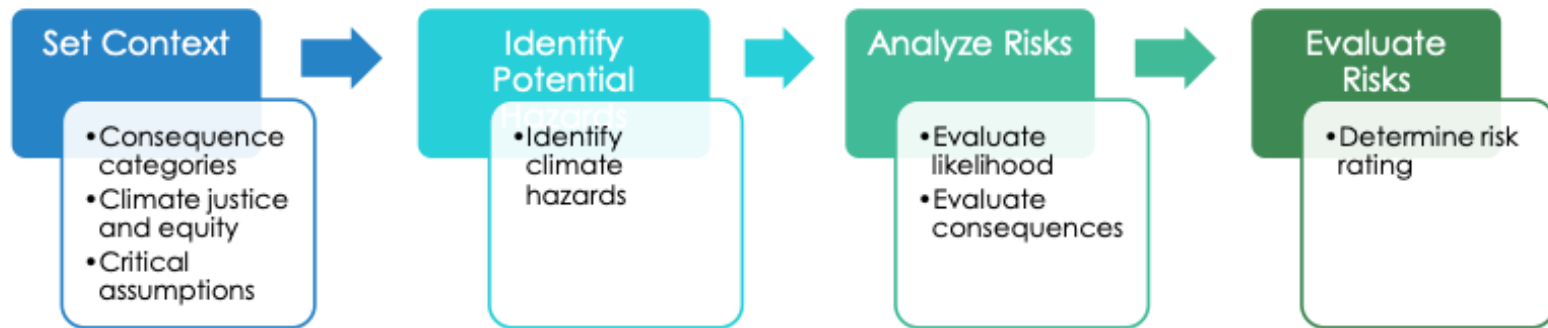 Set Context
•Consequence
categories
•Climate justice
and equity
•Critical
assumptions
Identify
Potential
Hazards
•Identify
climate
hazards
Analyze Risks
•Evaluate
likelihood
•Evaluate
consequences
Evaluate
Risks
•Determine risk
rating